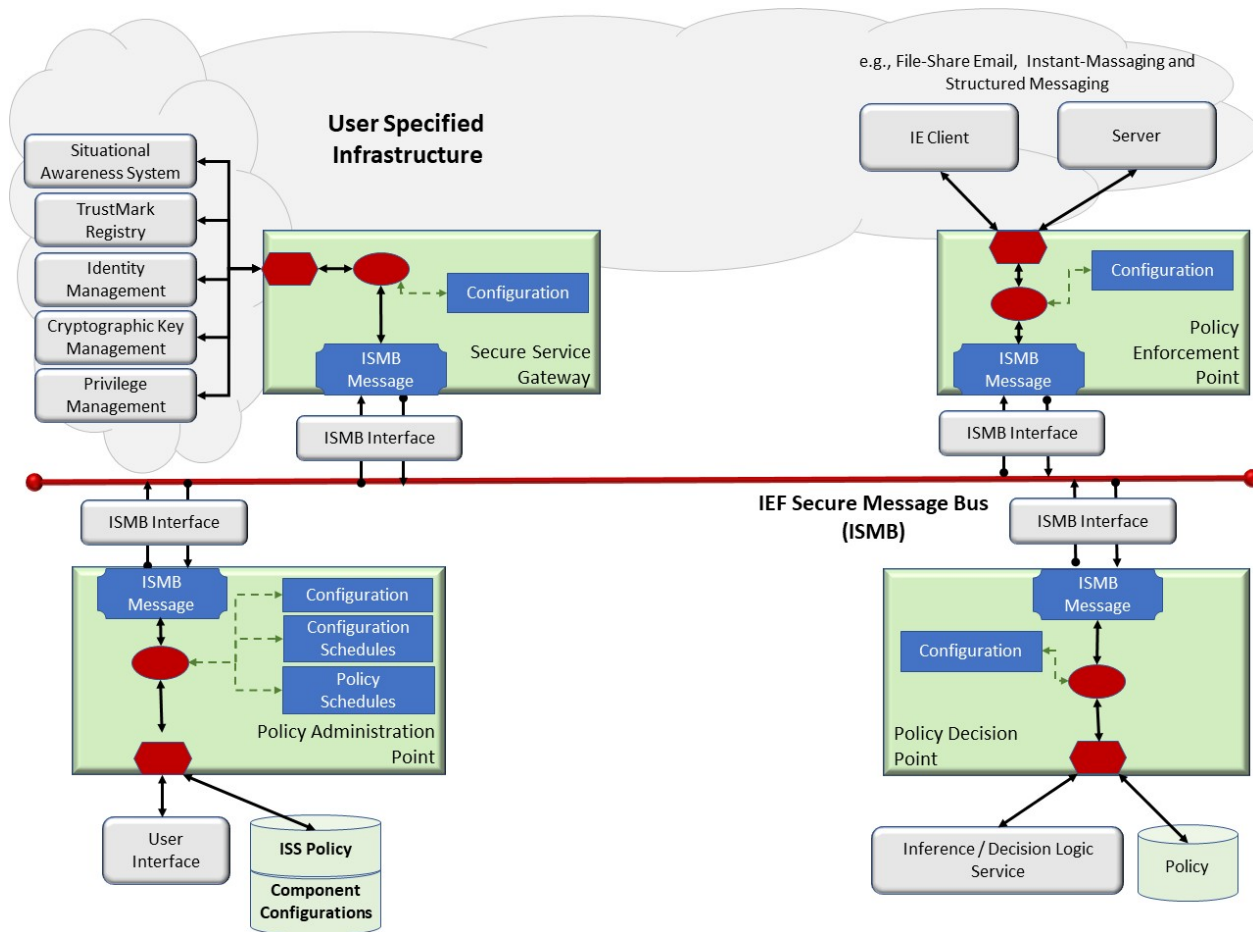 e.g., File-Share Email, Instant-Massaging and
Structured Messaging
User Specified
Infrastructure
IE Client
Server
Situational
Awareness System
TrustMark
Registry
Identity
Management
Cryptographic Key
Management
Privilege
Management
Configuration
ISMB
Message
Secure Service
Gateway
ISMB Interface
Configuration
ISMB
Message
Policy
Enforcement
Point
ISMB Interface
IEF Secure Message Bus
(ISMB)
ISMB Interface
ISMB
Message
Configuration
Configuration
Schedules
Policy
Schedules
Policy Administration
Point
User
Interface
ISS Policy
Component
Configurations
ISMB Interface
ISMB
Message
Configuration
Policy Decision
Point
Inference / Decision Logic
Service
Policy